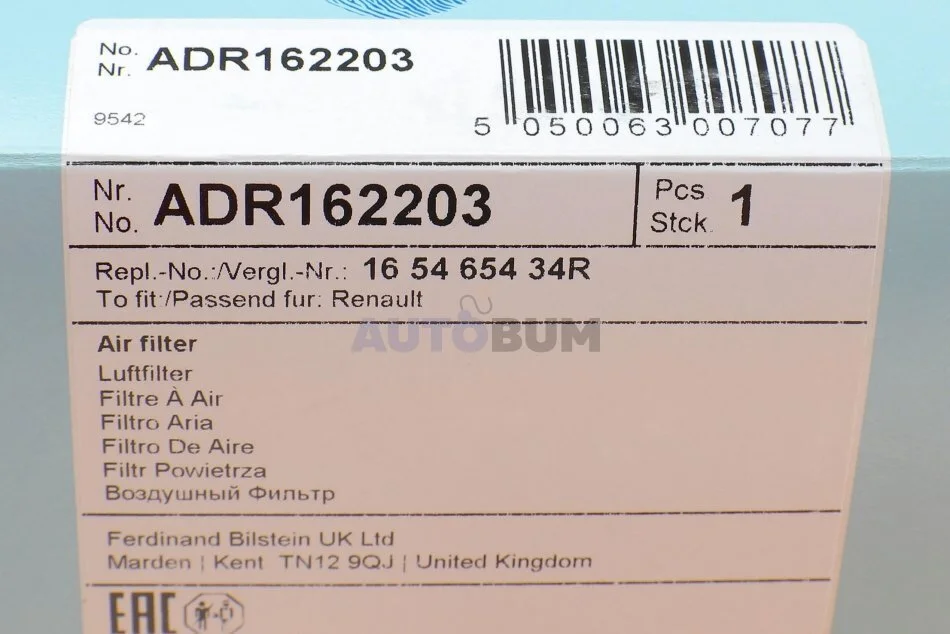 No.
Nr. ADR162203
9542
5 050063 007077
Nr.
No. ADR162203
Pcs
Stck. 1
Repl.-No.:/Vergl.-Nr.: 16 54 654 34R
To fit:/Passend fur: Renault
AUTOBUM
Air filter
Luftfilter
Filtre À Air
Filtro Aria
Filtro De Aire
Filtr Powietrza
Воздушный Фильтр
Ferdinand Bilstein UK Ltd
Marden | Kent TN12 9QJ | United Kingdom
EAC